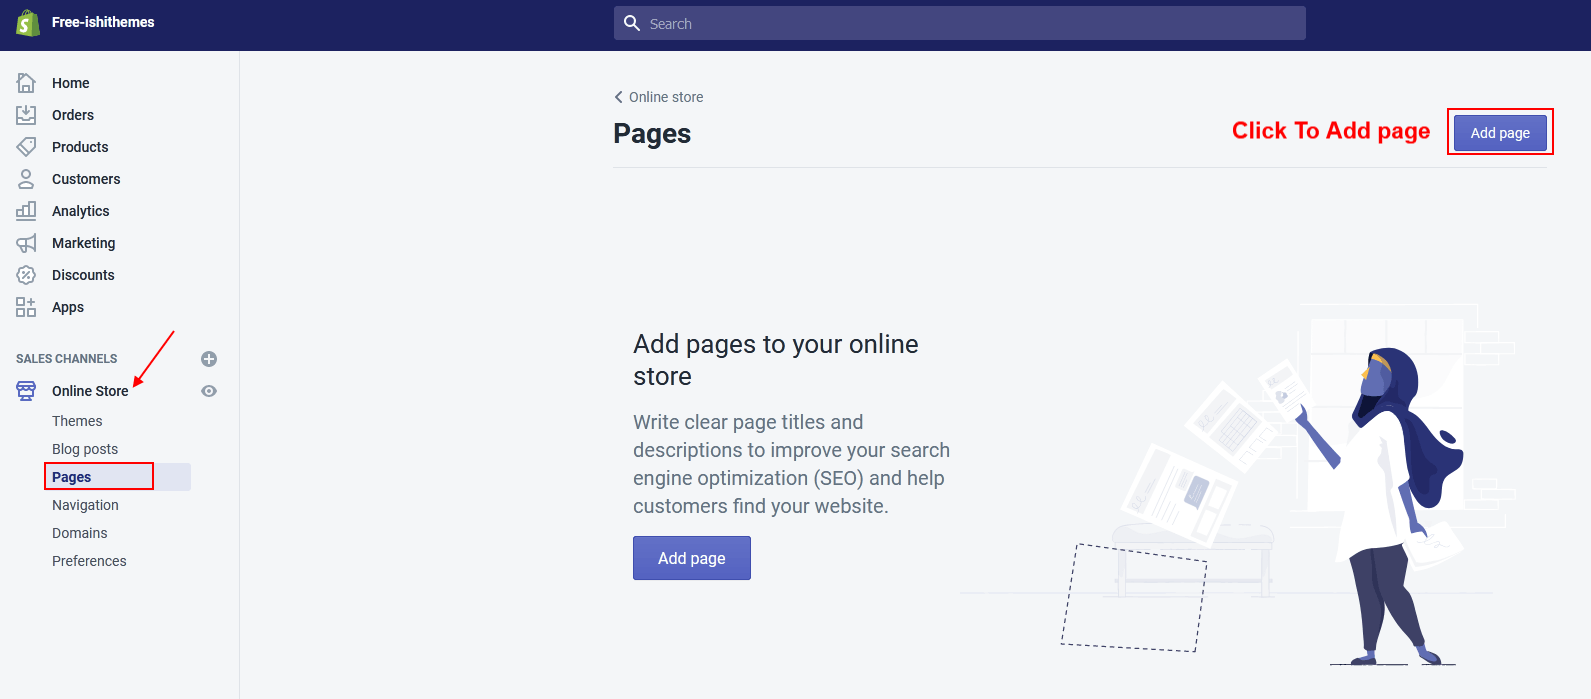 Free-ishithemes
Search
Home
Orders
Products
Customers
Analytics
Marketing
Discounts
Apps
SALES CHANNELS
Online Store
Themes
Blog posts
Pages
Navigation
Domains
Preferences
Online store
Pages
Click To Add page
Add page
Add pages to your online
store
Write clear page titles and
descriptions to improve your search
engine optimization (SEO) and help
customers find your website.
Add page